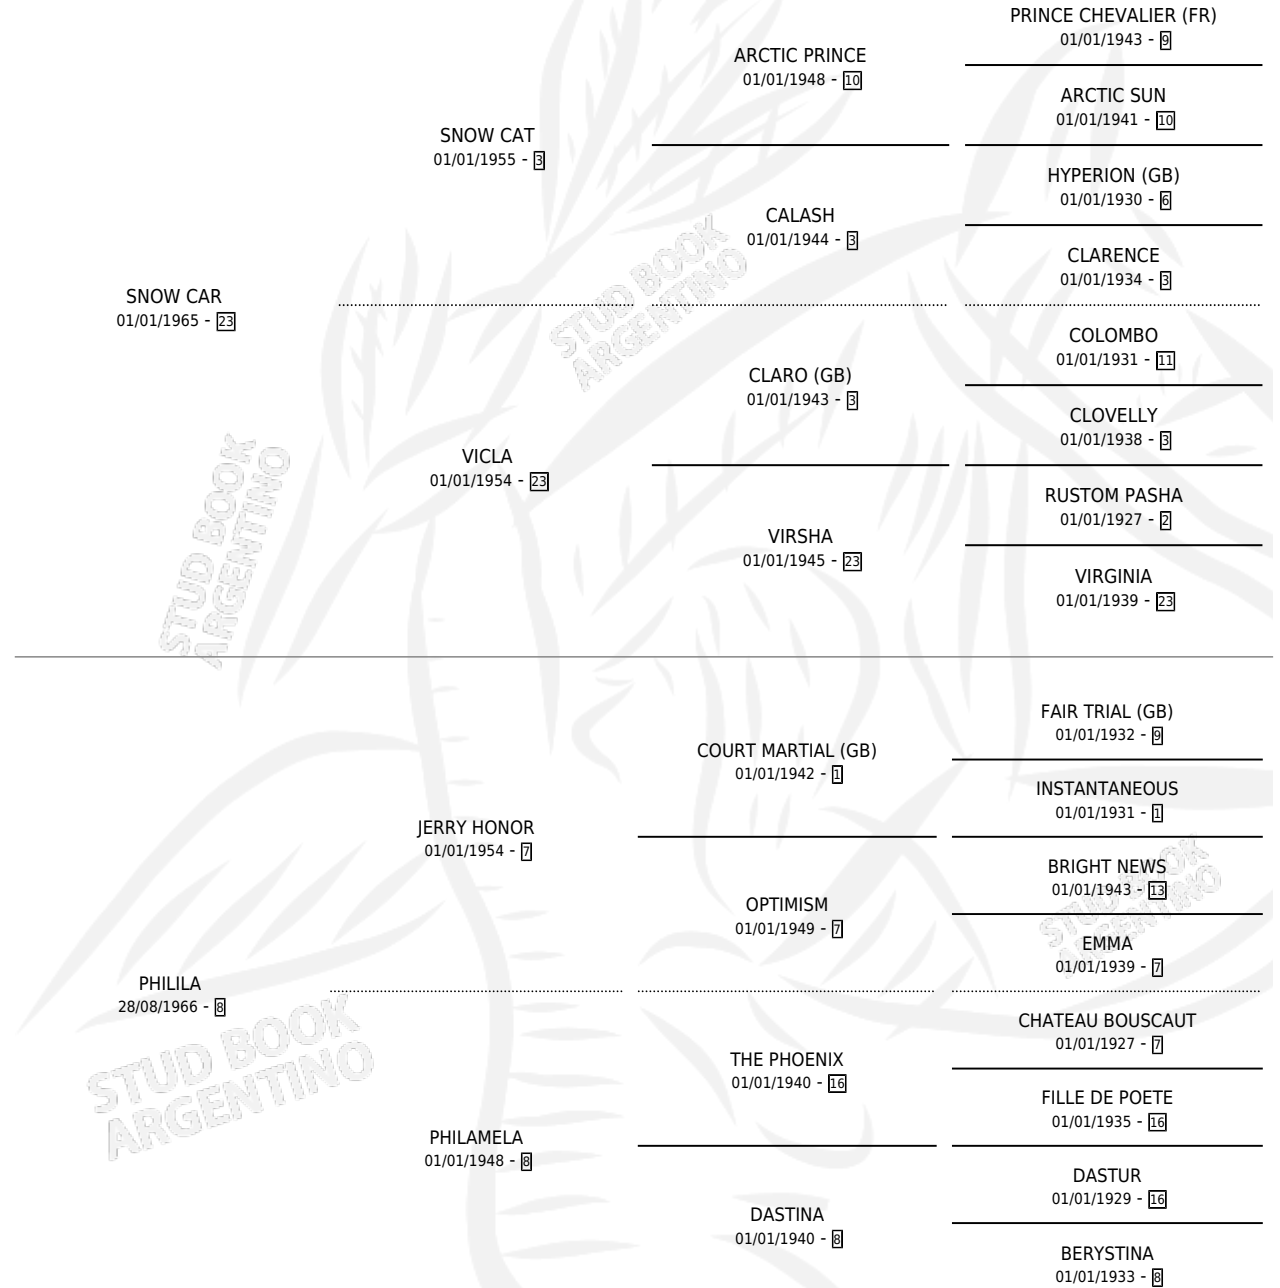 PRINCE CHEVALIER (FR)
01/01/1943 - 9
ARCTIC PRINCE
01/01/1948 - 10
ARCTIC SUN
01/01/1941 - 10
SNOW CAT
01/01/1955 - 3
HYPERION (GB)
01/01/1930 - 6
CALASH
01/01/1944 - 3
CLARENCE
01/01/1934 - 3
SNOW CAR
01/01/1965 - 23
COLOMBO
01/01/1931 - 11
CLARO (GB)
01/01/1943 - 3
CLOVELLY
01/01/1938 - 3
VICLA
01/01/1954 - 23
RUSTOM PASHA
01/01/1927 - 2
VIRSHA
01/01/1945 - 23
VIRGINIA
01/01/1939 - 23
FAIR TRIAL (GB)
01/01/1932 - 9
COURT MARTIAL (GB)
01/01/1942 - 1
INSTANTANEOUS
01/01/1931 - 1
JERRY HONOR
01/01/1954 - 7
BRIGHT NEWS
01/01/1943 - 13
OPTIMISM
01/01/1949 - 7
EMMA
01/01/1939 - 7
PHILILA
28/08/1966 - 8
CHATEAU BOUSCAUT
01/01/1927 - 7
THE PHOENIX
01/01/1940 - 16
FILLE DE POETE
01/01/1935 - 16
PHILAMELA
01/01/1948 - 8
DASTUR
01/01/1929 - 16
DASTINA
01/01/1940 - 8
BERYSTINA
01/01/1933 - 8
STUD BOOK
ARGENTINO
STUD BOOK
ARGENTINO
STUD BOOK
ARGENTINO
STUD BOOK
ARGENTINO